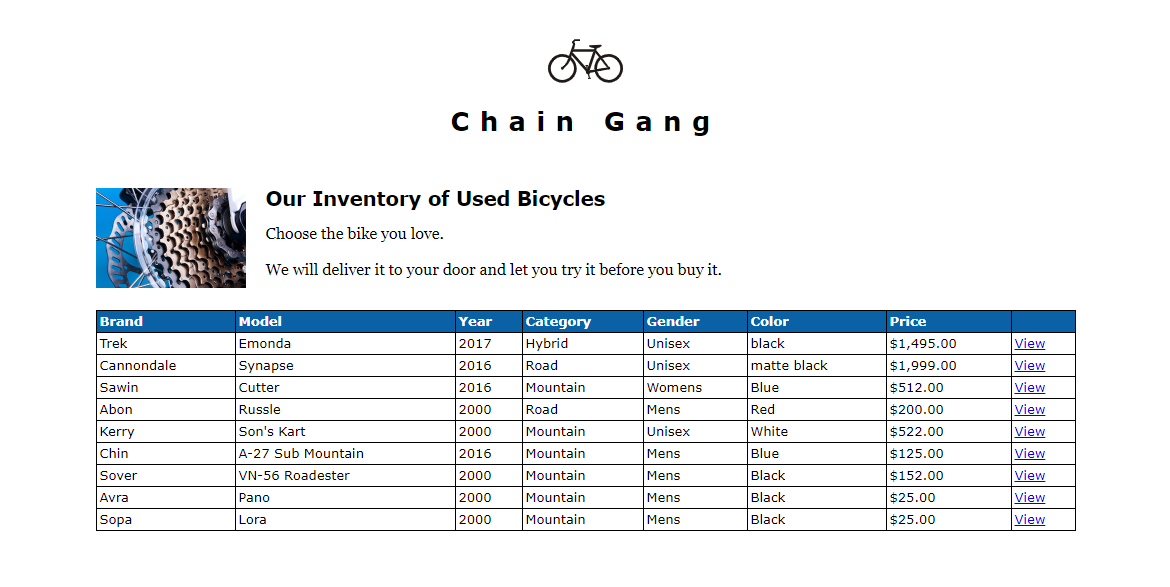 Chain Gang
Our Inventory of Used Bicycles
Choose the bike you love.
We will deliver it to your door and let you try it before you buy it.
Brand Model Year Category Gender Color Price
Trek Emonda 2017 Hybrid Unisex black $1,495.00 View
Cannondale Synapse 2016 Road Unisex matte black $1,999.00 View
Sawin Cutter 2016 Mountain Womens Blue $512.00 View
Abon Russle 2000 Road Mens Red $200.00 View
Kerry Son's Kart 2000 Mountain Unisex White $522.00 View
Chin A-27 Sub Mountain 2016 Mountain Mens Blue $125.00 View
Sover VN-56 Roadester 2000 Mountain Mens Black $152.00 View
Avra Pano 2000 Mountain Mens Black $25.00 View
Sopa Lora 2000 Mountain Mens Black $25.00 View